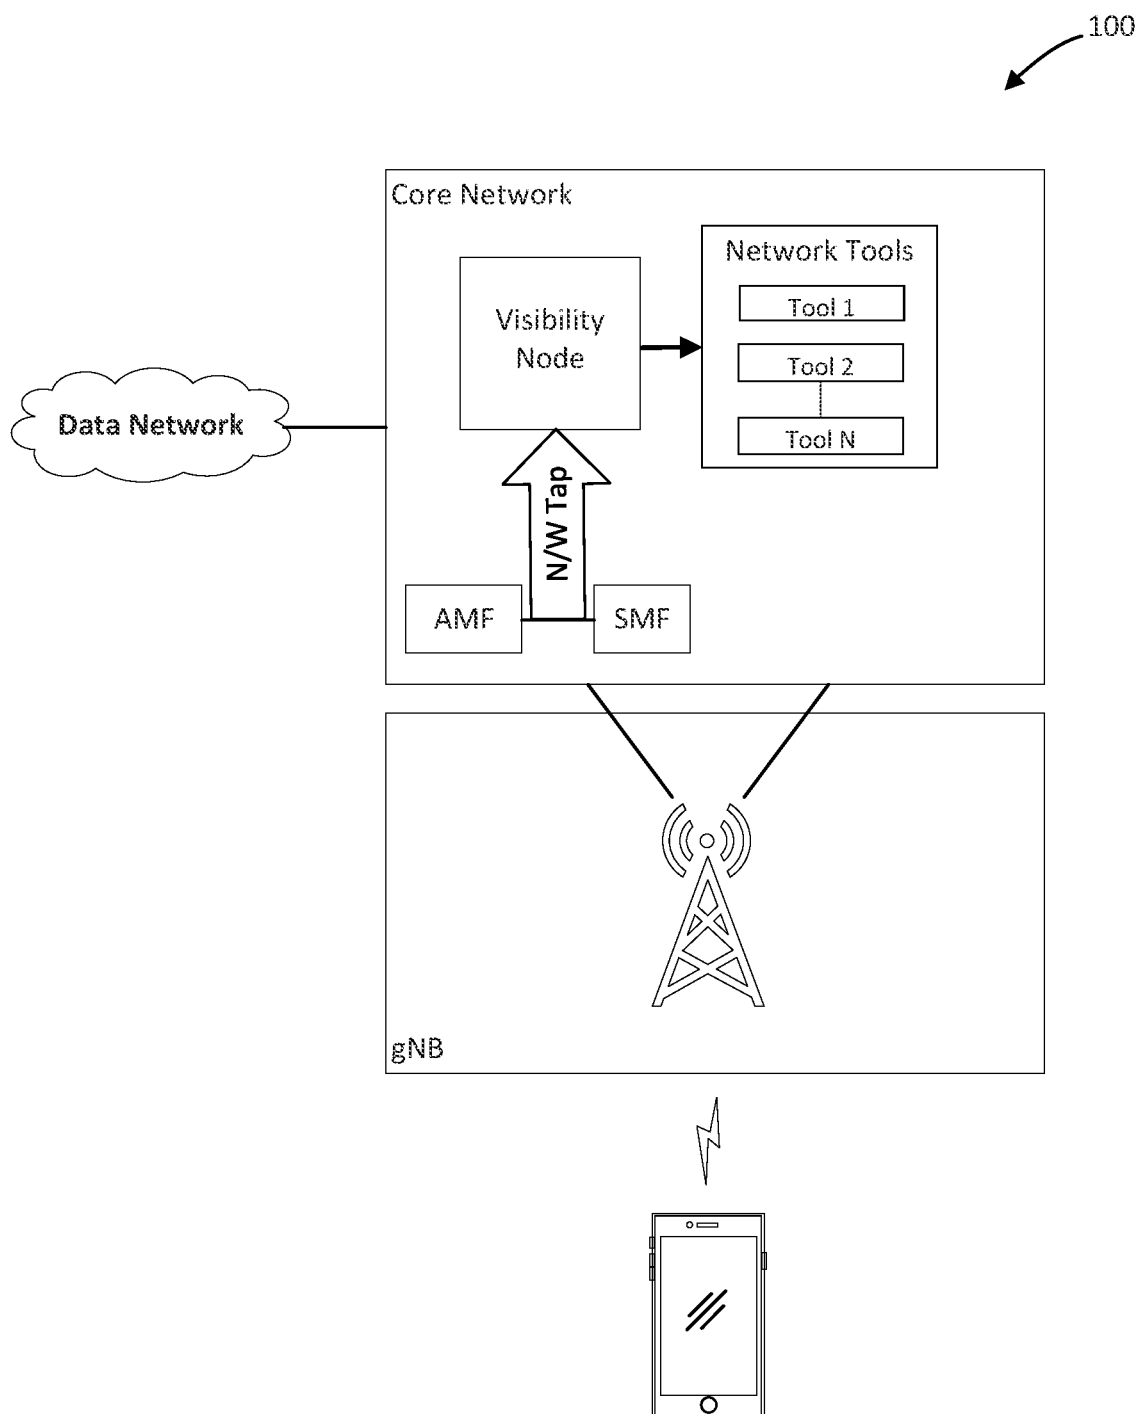 100
Core Network
Network Tools
Tool 1
Visibility
Node
Tool 2
Data Network
Tool N
N/W Tap
AMF
SMF
gNB